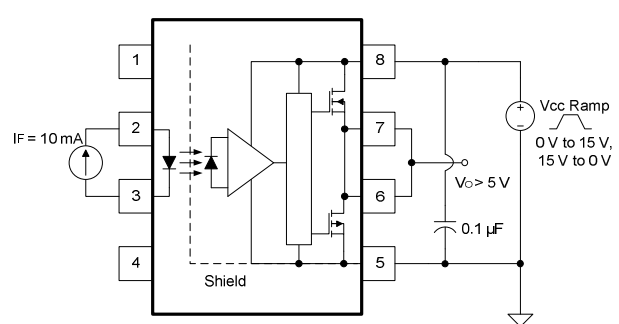 1
2
3
4
8
7
6
5
IF = 10 mA
Shield
VO > 5 V
0.1 µF
+
–
Vcc Ramp
0 V to 15 V,
15 V to 0 V